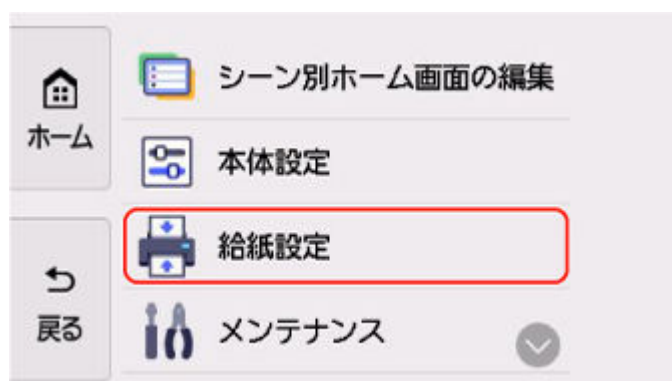 ホーム
戻る
シーン別ホーム画面の編集
本体設定
給紙設定
メンテナンス